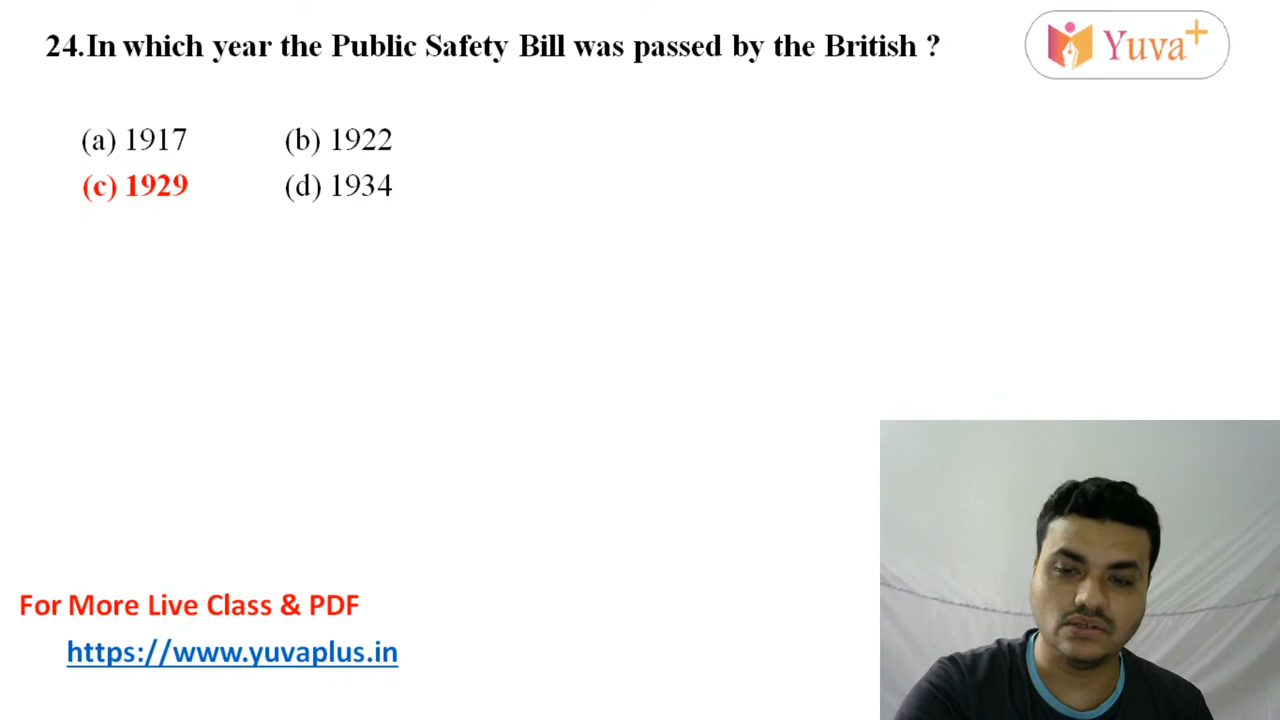 24.In which year the Public Safety Bill was passed by the British ?
Yuva+
(a) 1917 (b) 1922
(c) 1929 (d) 1934
For More Live Class & PDF
https://www.yuvaplus.in